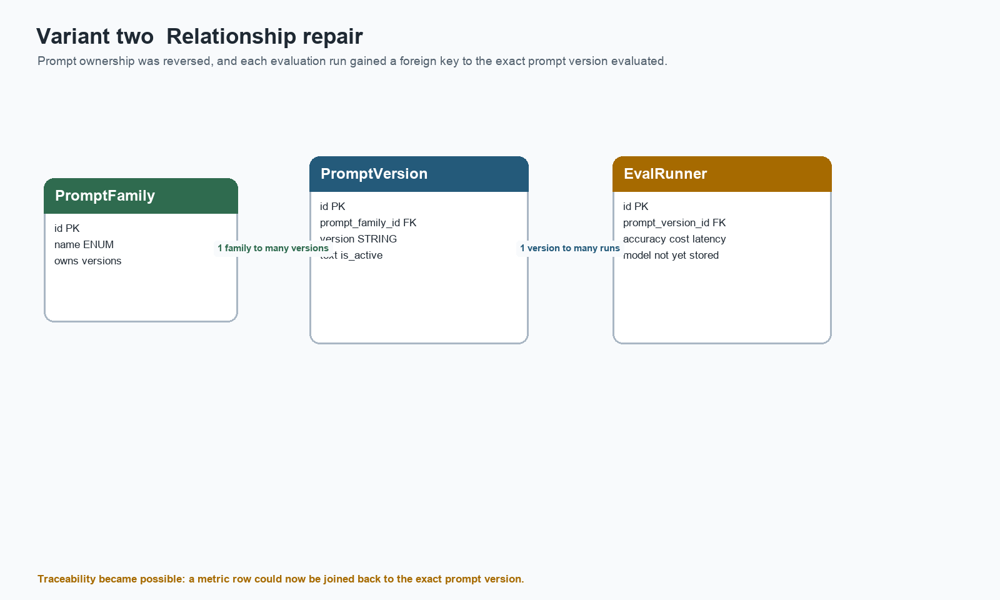 Variant two  Relationship repair
Prompt ownership was reversed, and each evaluation run gained a foreign key to the exact prompt version evaluated.
PromptFamily
id PK
name ENUM
owns versions
1 family to many versions
PromptVersion
id PK
prompt_family_id FK
version STRING
text is_active
1 version to many runs
EvalRunner
id PK
prompt_version_id FK
accuracy cost latency
model not yet stored
Traceability became possible: a metric row could now be joined back to the exact prompt version.